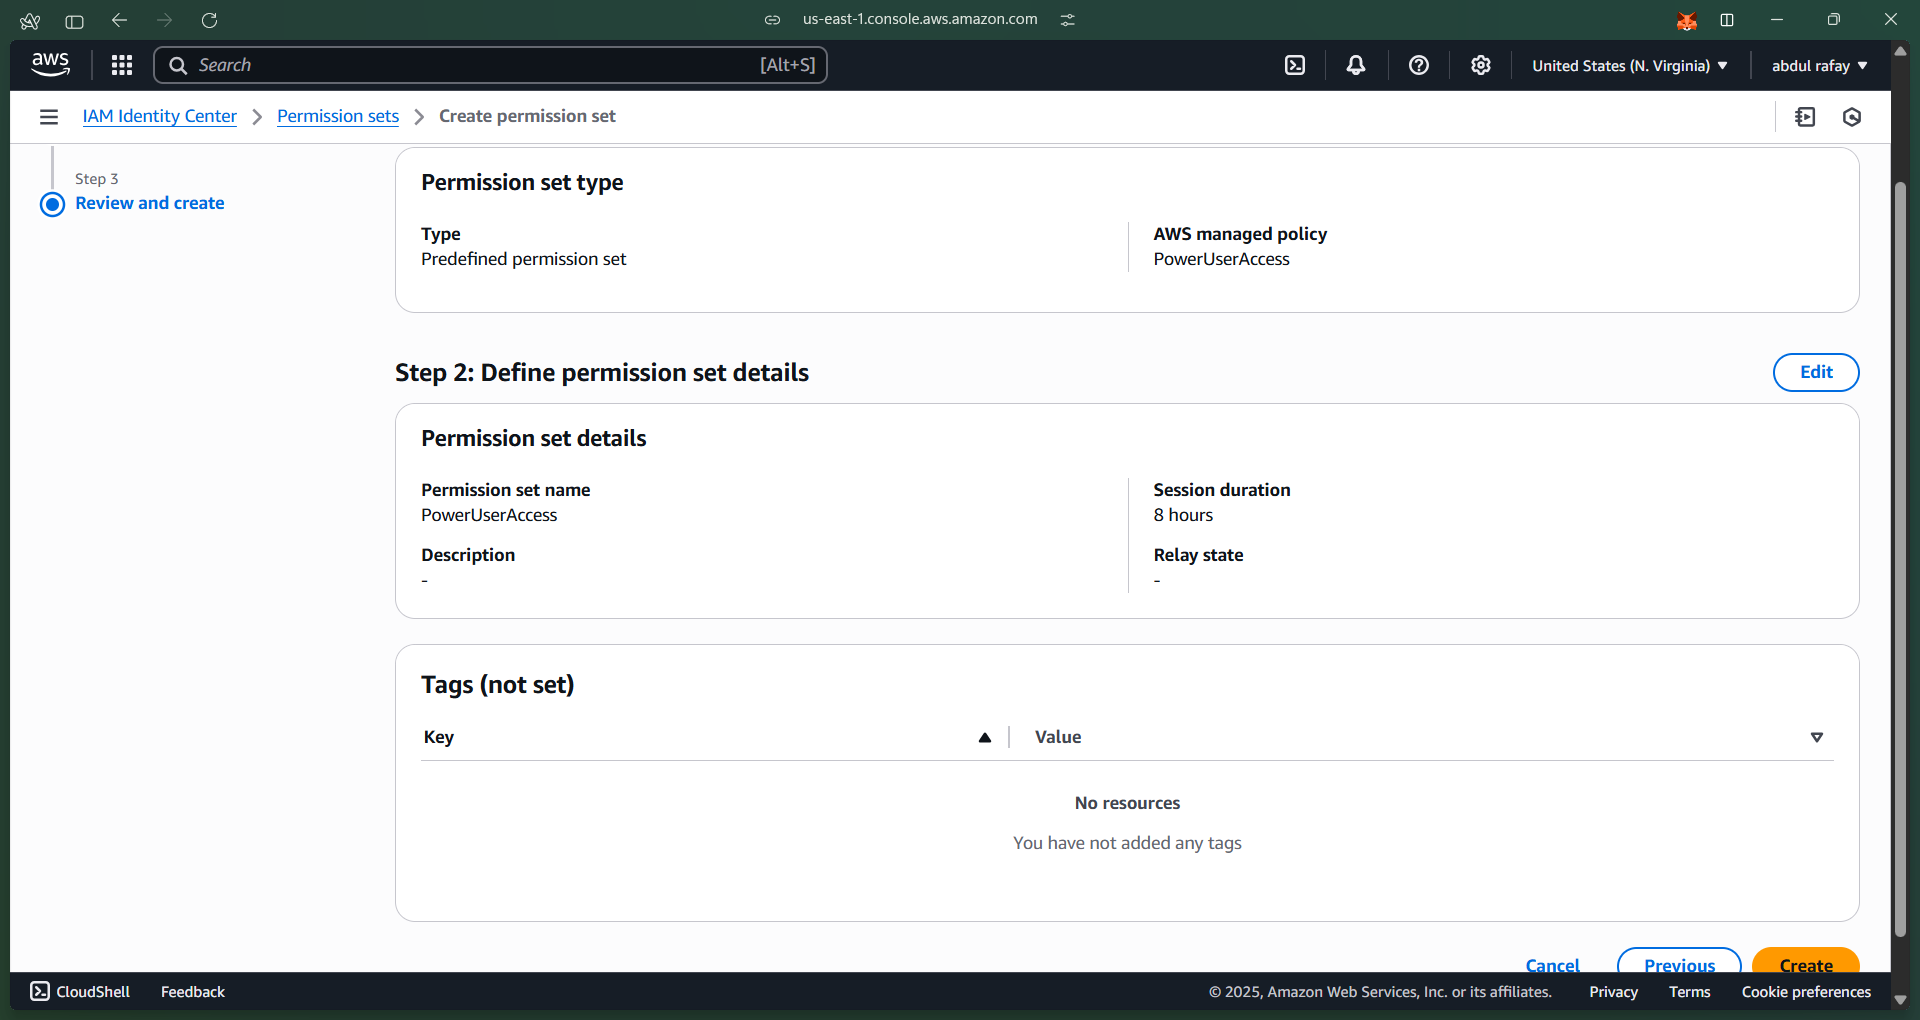 us-east-1.console.aws.amazon.com
aws
Search
[Alt+S]
United States (N. Virginia)
abdul rafay
IAM Identity Center
Permission sets
Create permission set
Step 3
Review and create
Permission set type
Type
Predefined permission set
AWS managed policy
PowerUserAccess
Step 2: Define permission set details
Edit
Permission set details
Permission set name
PowerUserAccess
Session duration
8 hours
Description
-
Relay state
-
Tags (not set)
Key
Value
No resources
You have not added any tags
Cancel
Previous
Create
CloudShell
Feedback
© 2025, Amazon Web Services, Inc. or its affiliates.
Privacy
Terms
Cookie preferences